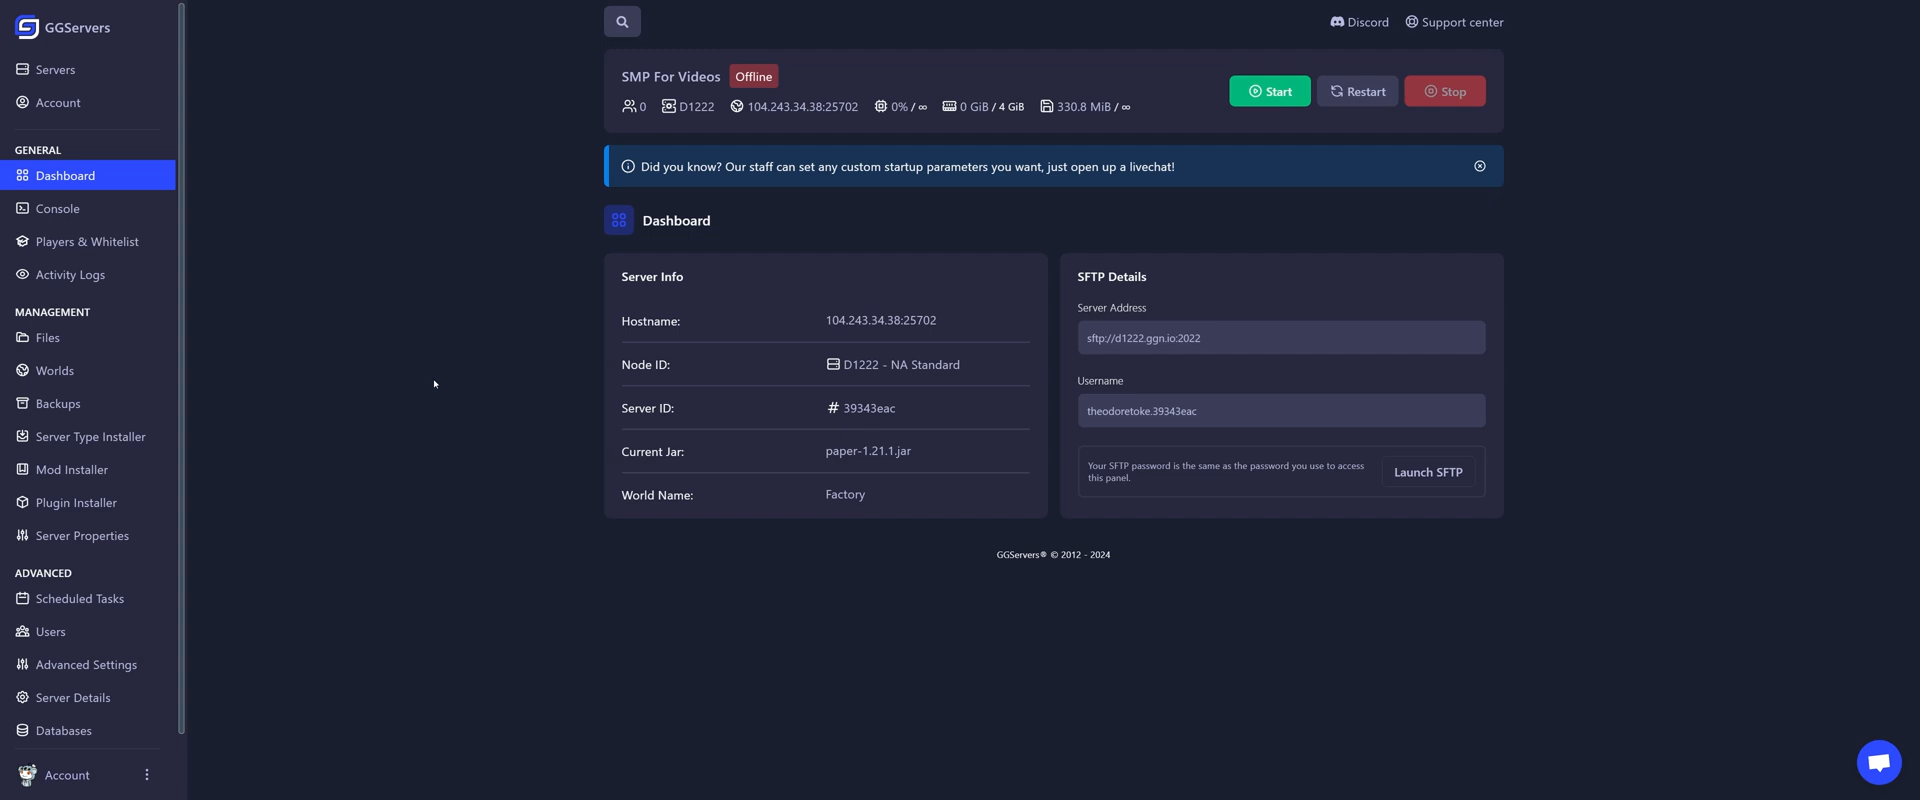 GGServers
Servers
Account
GENERAL
Dashboard
Console
Players & Whitelist
Activity Logs
MANAGEMENT
Files
Worlds
Backups
Server Type Installer
Mod Installer
Plugin Installer
Server Properties
ADVANCED
Scheduled Tasks
Users
Advanced Settings
Server Details
Databases
Account
Discord
Support center
SMP For Videos Offline
0 D1222 104.243.34.38:25702 0% / ∞ 0 GiB / 4 GiB 330.8 MiB / ∞
Start Restart Stop
Did you know? Our staff can set any custom startup parameters you want, just open up a livechat!
Dashboard
Server Info
Hostname: 104.243.34.38:25702
Node ID: D1222 - NA Standard
Server ID: # 39343eac
Current Jar: paper-1.21.1.jar
World Name: Factory
SFTP Details
Server Address
sftp://d1222.ggn.io:2022
Username
theodoretoke.39343eac
Your SFTP password is the same as the password you use to access
this panel.
Launch SFTP
GGServers® © 2012 - 2024